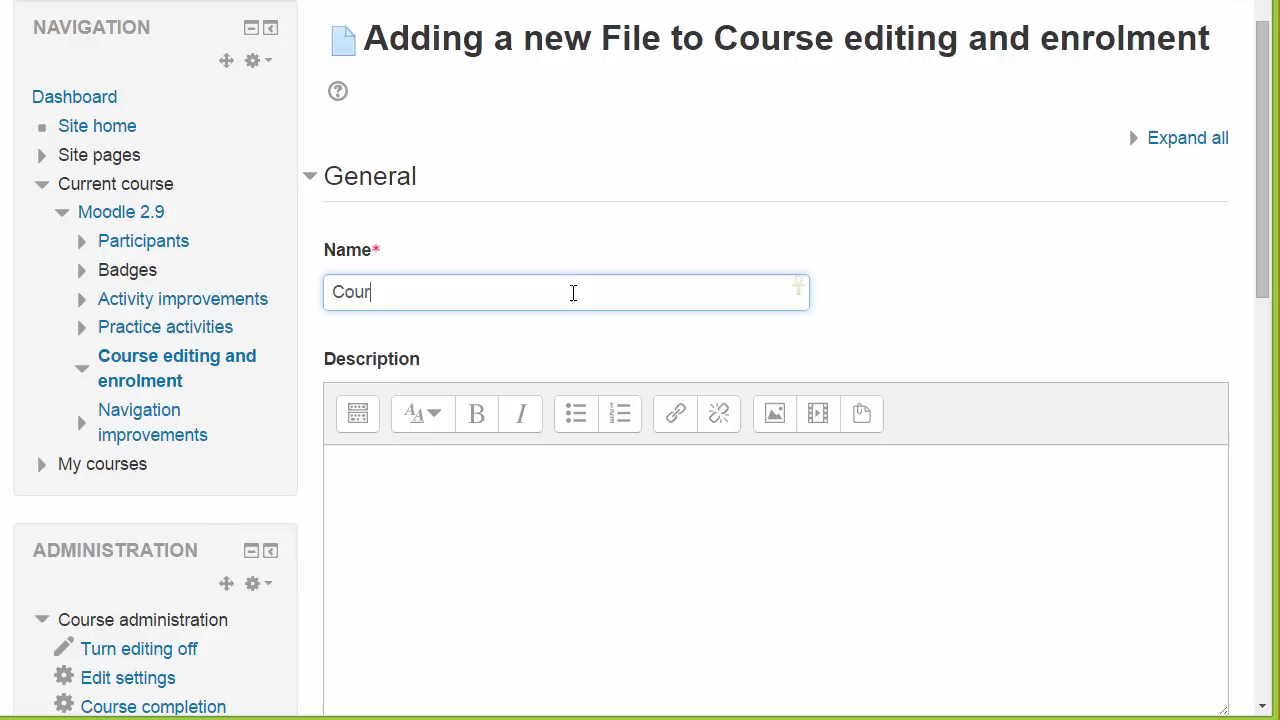 NAVIGATION
Dashboard
Site home
Site pages
Current course
Moodle 2.9
Participants
Badges
Activity improvements
Practice activities
Course editing and
enrolment
Navigation
improvements
My courses
ADMINISTRATION
Course administration
Turn editing off
Edit settings
Course completion
Adding a new File to Course editing and enrolment
Expand all
General
Name*
Cour
Description